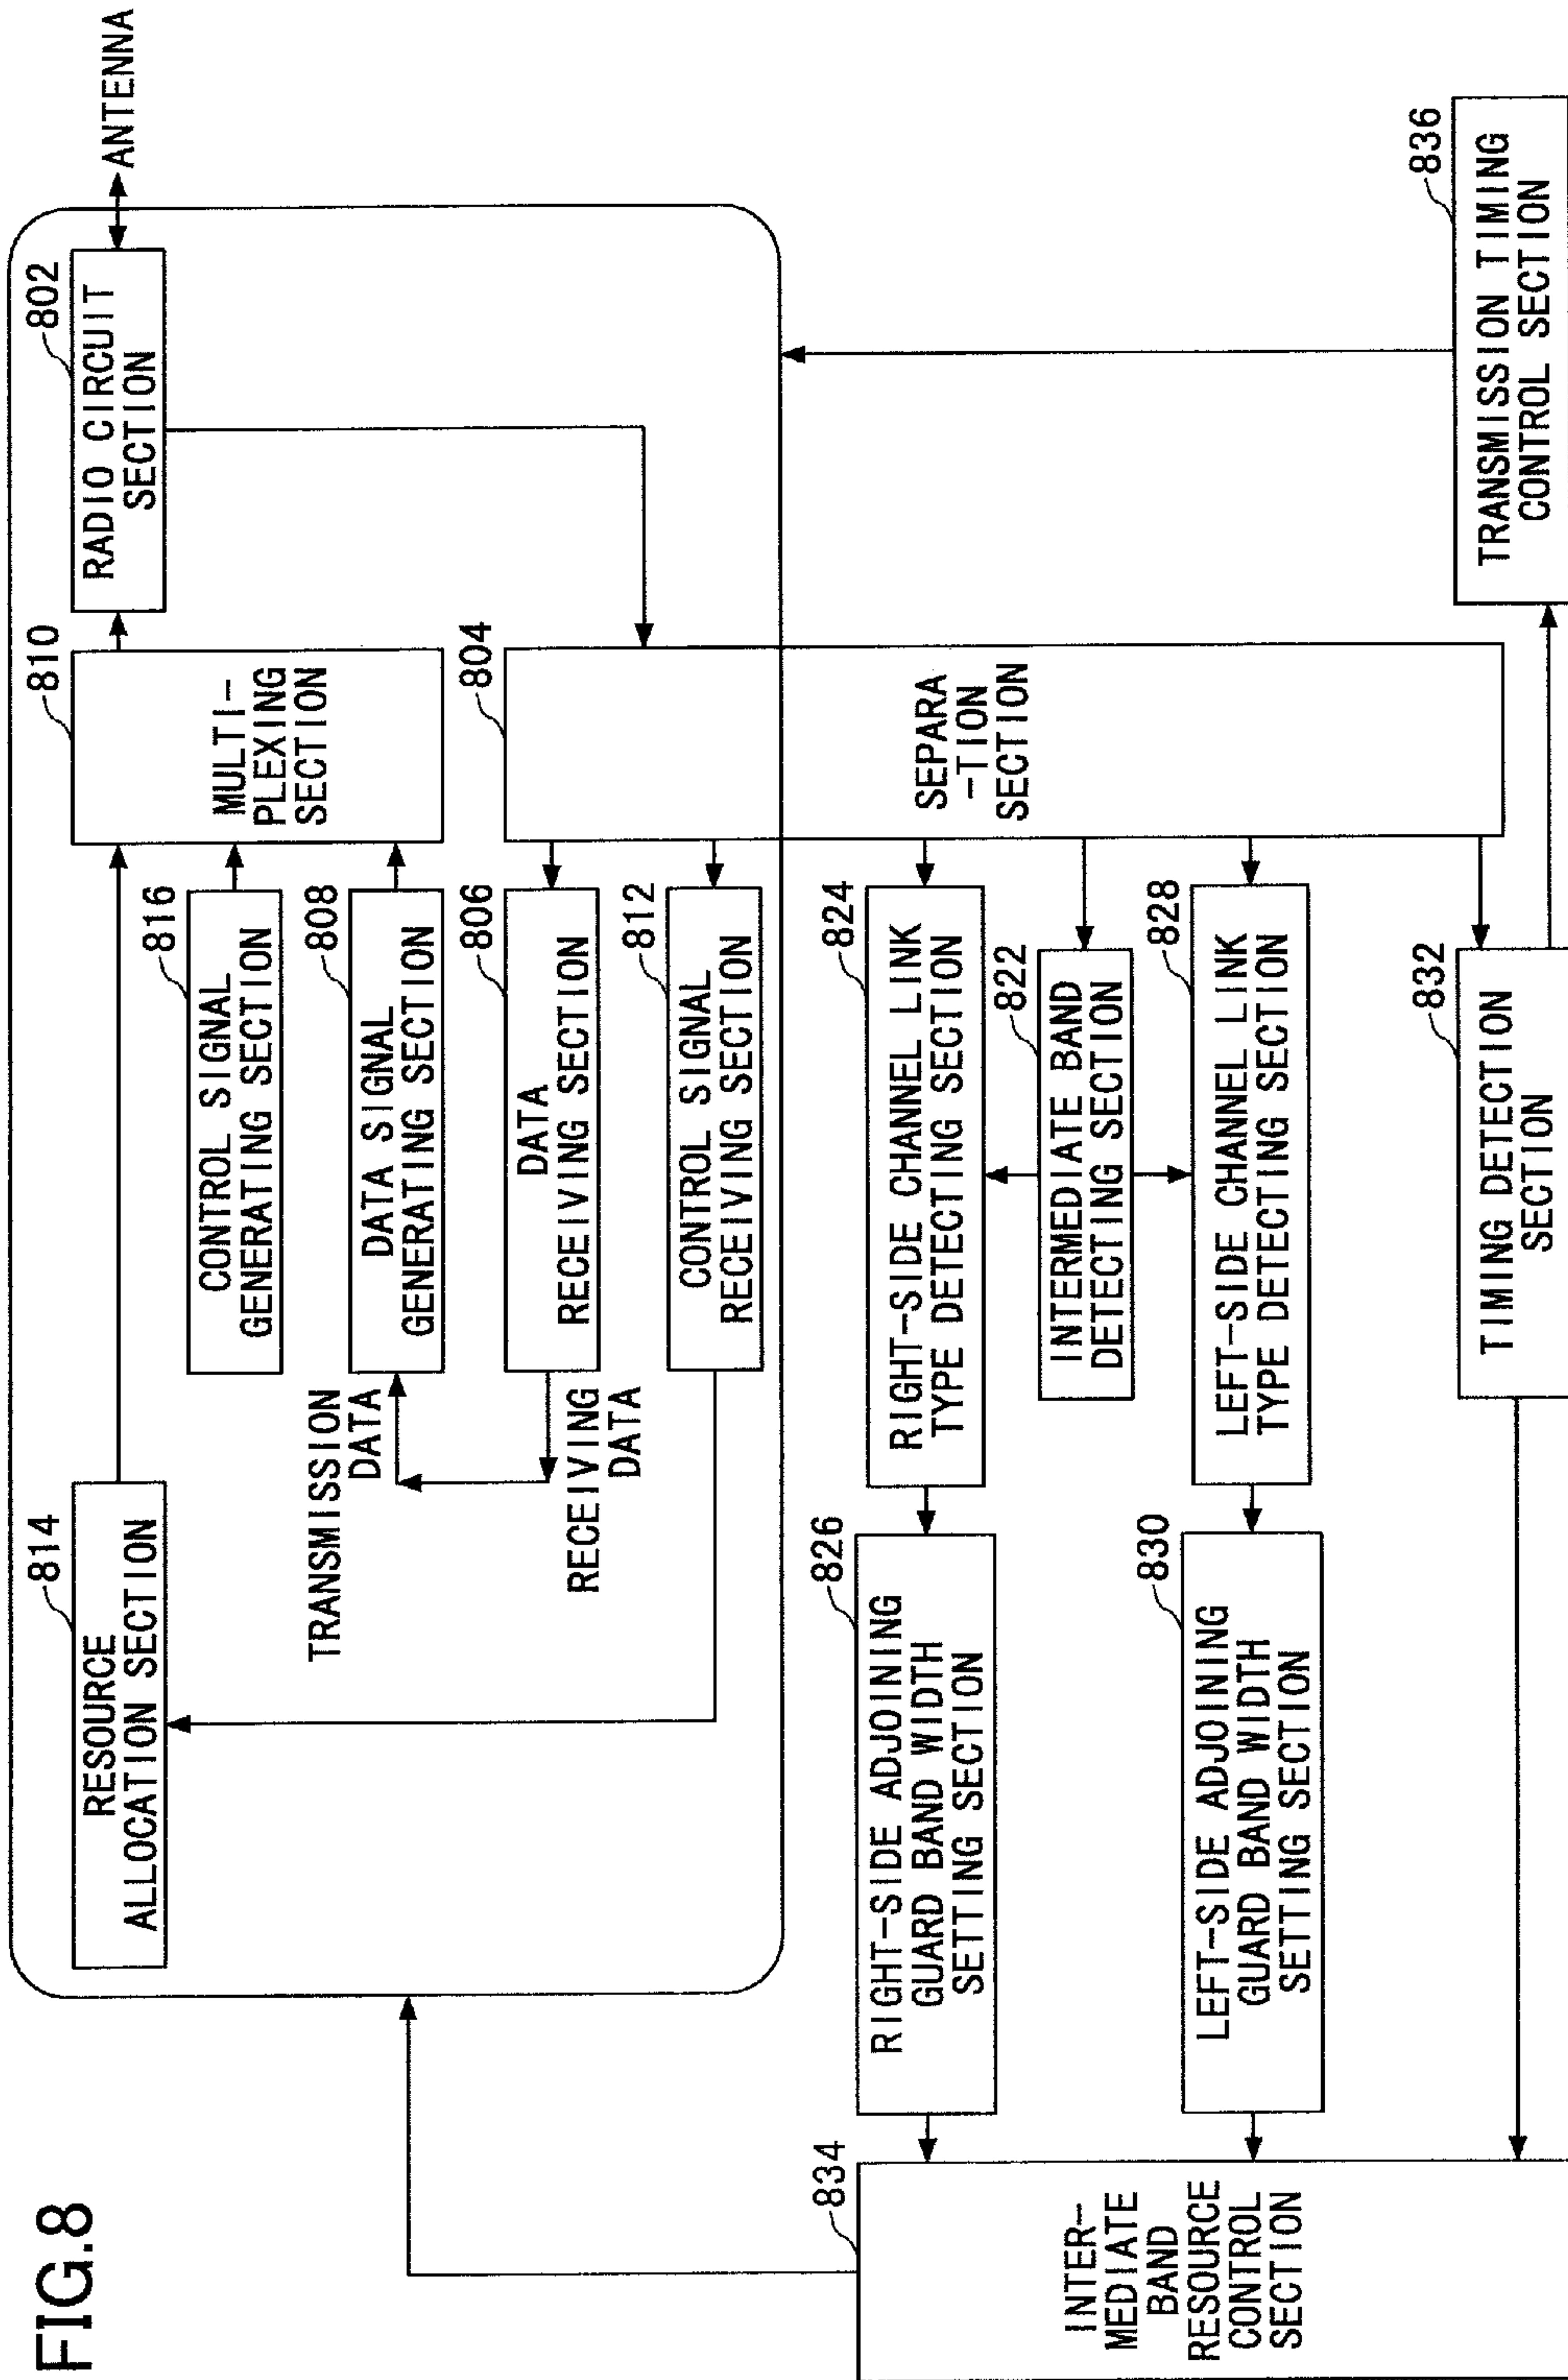 FIG.8
814
RESOURCE
ALLOCATION SECTION
816
CONTROL SIGNAL
GENERATING SECTION
810
MULTI-
PLEXING
SECTION
802
RADIO CIRCUIT
SECTION
ANTENNA
TRANSMISSION
DATA
808
DATA SIGNAL
GENERATING SECTION
RECEIVING
DATA
806
DATA
RECEIVING SECTION
804
SEPARA
-TION
SECTION
812
CONTROL SIGNAL
RECEIVING SECTION
834
INTER-
MEDIATE
BAND
RESOURCE
CONTROL
SECTION
826
RIGHT-SIDE ADJOINING
GUARD BAND WIDTH
SETTING SECTION
824
RIGHT-SIDE CHANNEL LINK
TYPE DETECTING SECTION
822
INTERMEDIATE BAND
DETECTING SECTION
830
LEFT-SIDE ADJOINING
GUARD BAND WIDTH
SETTING SECTION
828
LEFT-SIDE CHANNEL LINK
TYPE DETECTING SECTION
832
TIMING DETECTION
SECTION
836
TRANSMISSION TIMING
CONTROL SECTION